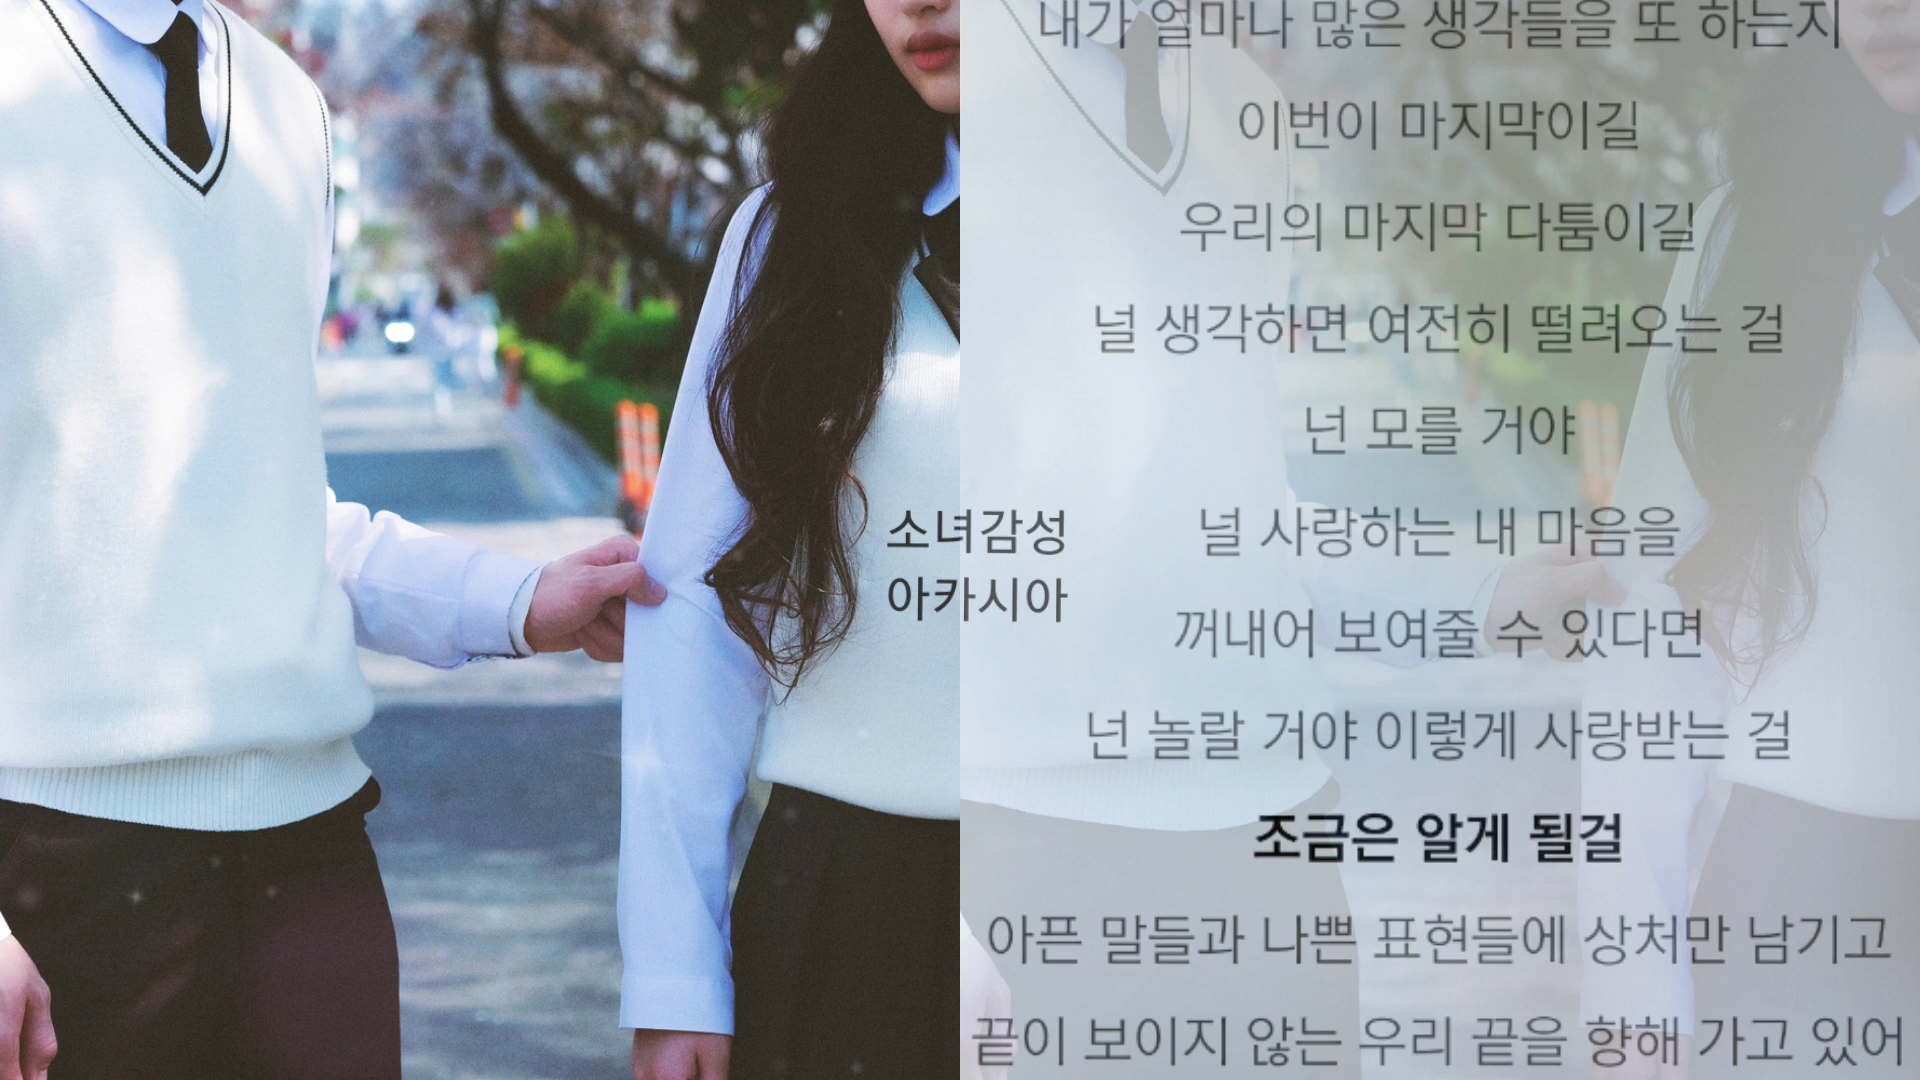 소녀감성
아카시아
내가 얼마나 많은 생각들을 또 하는지
이번이 마지막이길
우리의 마지막 다툼이길
널 생각하면 여전히 떨려오는 걸
넌 모를 거야
널 사랑하는 내 마음을
꺼내어 보여줄 수 있다면
넌 놀랄 거야 이렇게 사랑받는 걸
조금은 알게 될걸
아픈 말들과 나쁜 표현들에 상처만 남기고
끝이 보이지 않는 우리 끝을 향해 가고 있어